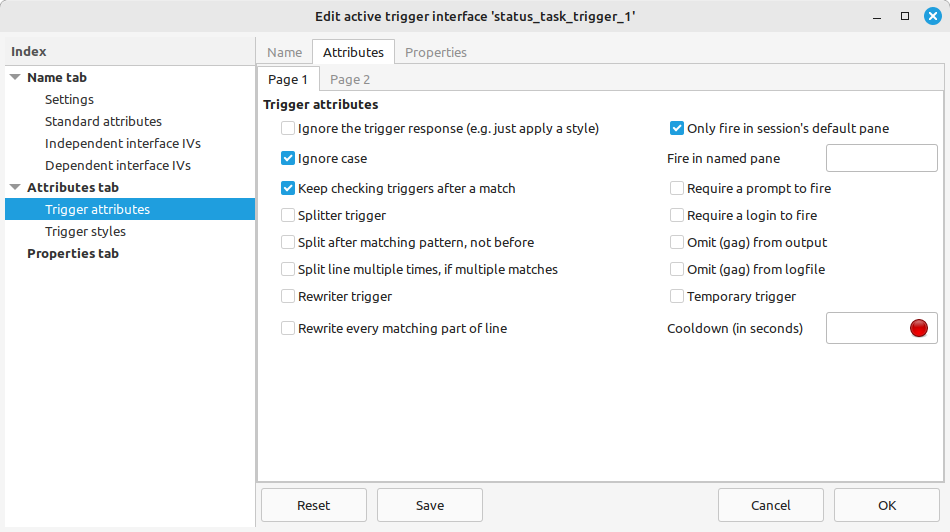 Edit active trigger interface 'status_task_trigger_1'
Index
Name tab
Settings
Standard attributes
Independent interface IVs
Dependent interface IVs
Attributes tab
Trigger attributes
Trigger styles
Properties tab
Name Attributes Properties
Page 1 Page 2
Trigger attributes
Ignore the trigger response (e.g. just apply a style) Only fire in session's default pane
Ignore case Fire in named pane
Keep checking triggers after a match Require a prompt to fire
Splitter trigger Require a login to fire
Split after matching pattern, not before Omit (gag) from output
Split line multiple times, if multiple matches Omit (gag) from logfile
Rewriter trigger Temporary trigger
Rewrite every matching part of line Cooldown (in seconds)
Reset Save Cancel OK